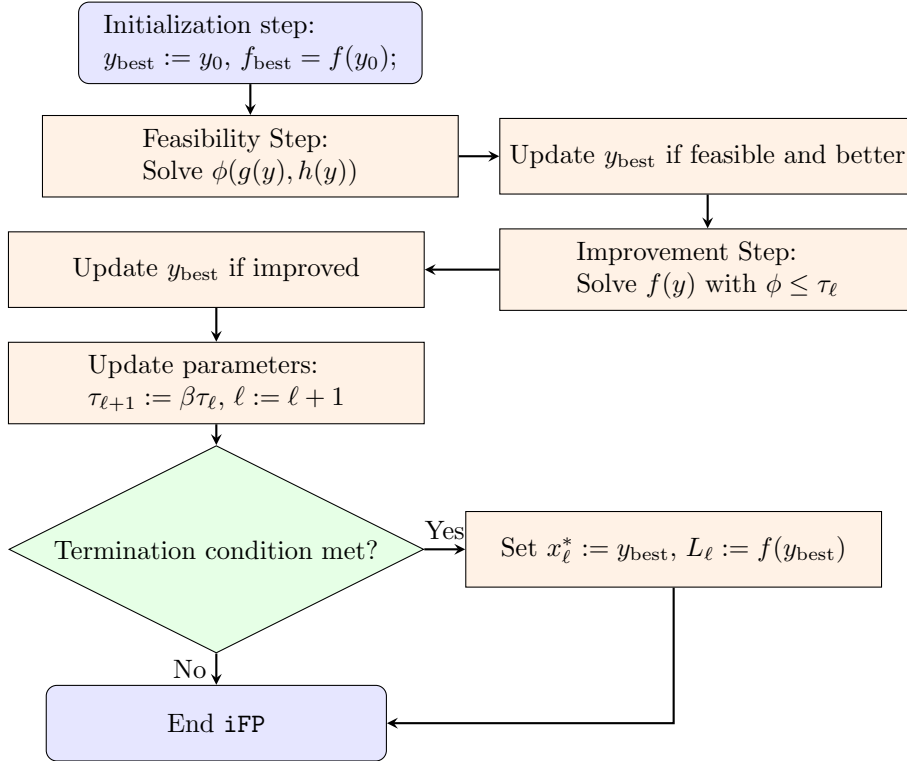 Initialization step:
y_best := y_0, f_best = f(y_0);
Feasibility Step:
Solve ϕ(g(y), h(y))
Update y_best if feasible and better
Improvement Step:
Solve f(y) with ϕ ≤ τ_ℓ
Update y_best if improved
Update parameters:
τ_{ℓ+1} := βτ_ℓ, ℓ := ℓ + 1
Termination condition met?
Yes
Set x*_ℓ := y_best, L_ℓ := f(y_best)
No
End iFP